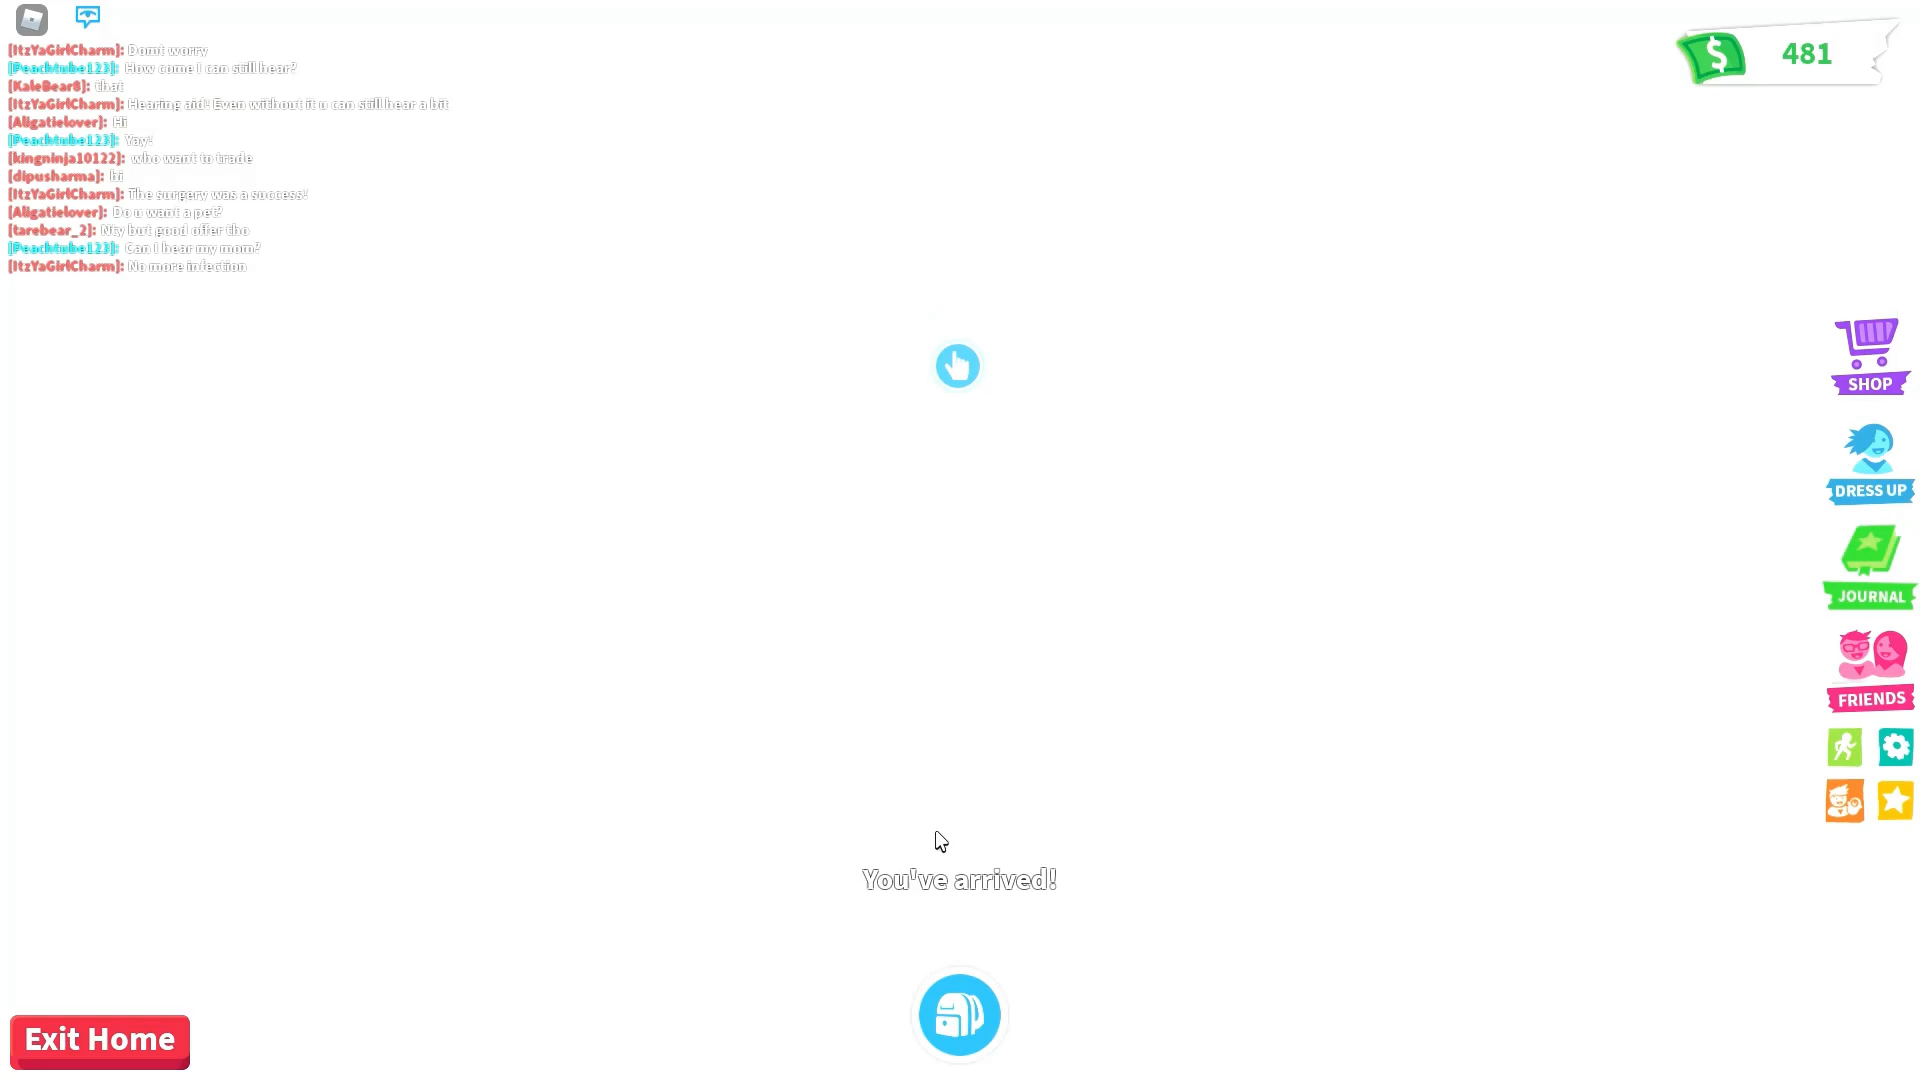 [ItzYaGirlCharm]: Domt worry
[Peachtube123]: How come I can still hear?
[KaleBear8]: that
[ItzYaGirlCharm]: Hearing aid! Even without it u can still hear a bit
[Aligatielover]: Hi
[Peachtube123]: Yay!
[kingninja10122]: who want to trade
[dipusharma]: hi
[ItzYaGirlCharm]: The surgery was a success!
[Aligatielover]: Do u want a pet?
[tarebear_2]: Nty but good offer tho
[Peachtube123]: Can I hear my mom?
[ItzYaGirlCharm]: No more infection
$ 481
SHOP
DRESS UP
JOURNAL
FRIENDS
You've arrived!
Exit Home